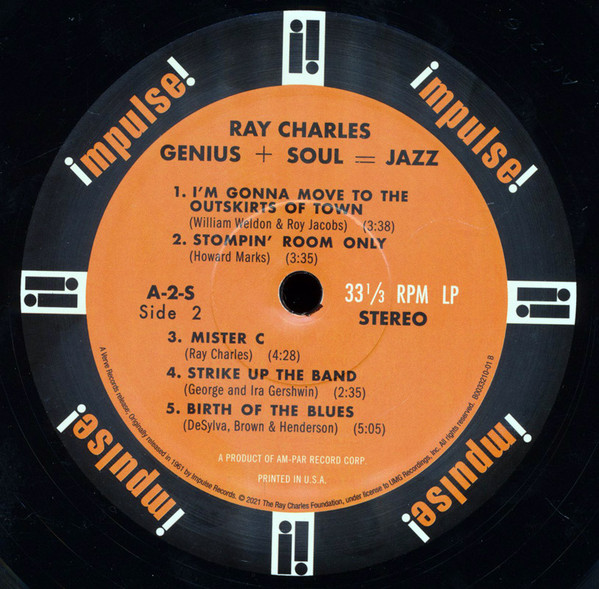 impulse!
impulse!
RAY CHARLES
GENIUS + SOUL = JAZZ
1. I'M GONNA MOVE TO THE
OUTSKIRTS OF TOWN
(William Weldon & Roy Jacobs) (3:38)
2. STOMPIN' ROOM ONLY
(Howard Marks) (3:35)
A-2-S
Side 2
33 1/3 RPM LP
STEREO
3. MISTER C
(Ray Charles) (4:28)
4. STRIKE UP THE BAND
(George and Ira Gershwin) (2:35)
5. BIRTH OF THE BLUES
(DeSylva, Brown & Henderson) (5:05)
A PRODUCT OF AM-PAR RECORD CORP.
PRINTED IN U.S.A.
A Verve Records release; Originally released in 1961 by Impulse Records. © 2021 The Ray Charles Foundation, under license to UMG Recordings, Inc. All rights reserved. B0033210-01 B
impulse!
impulse!